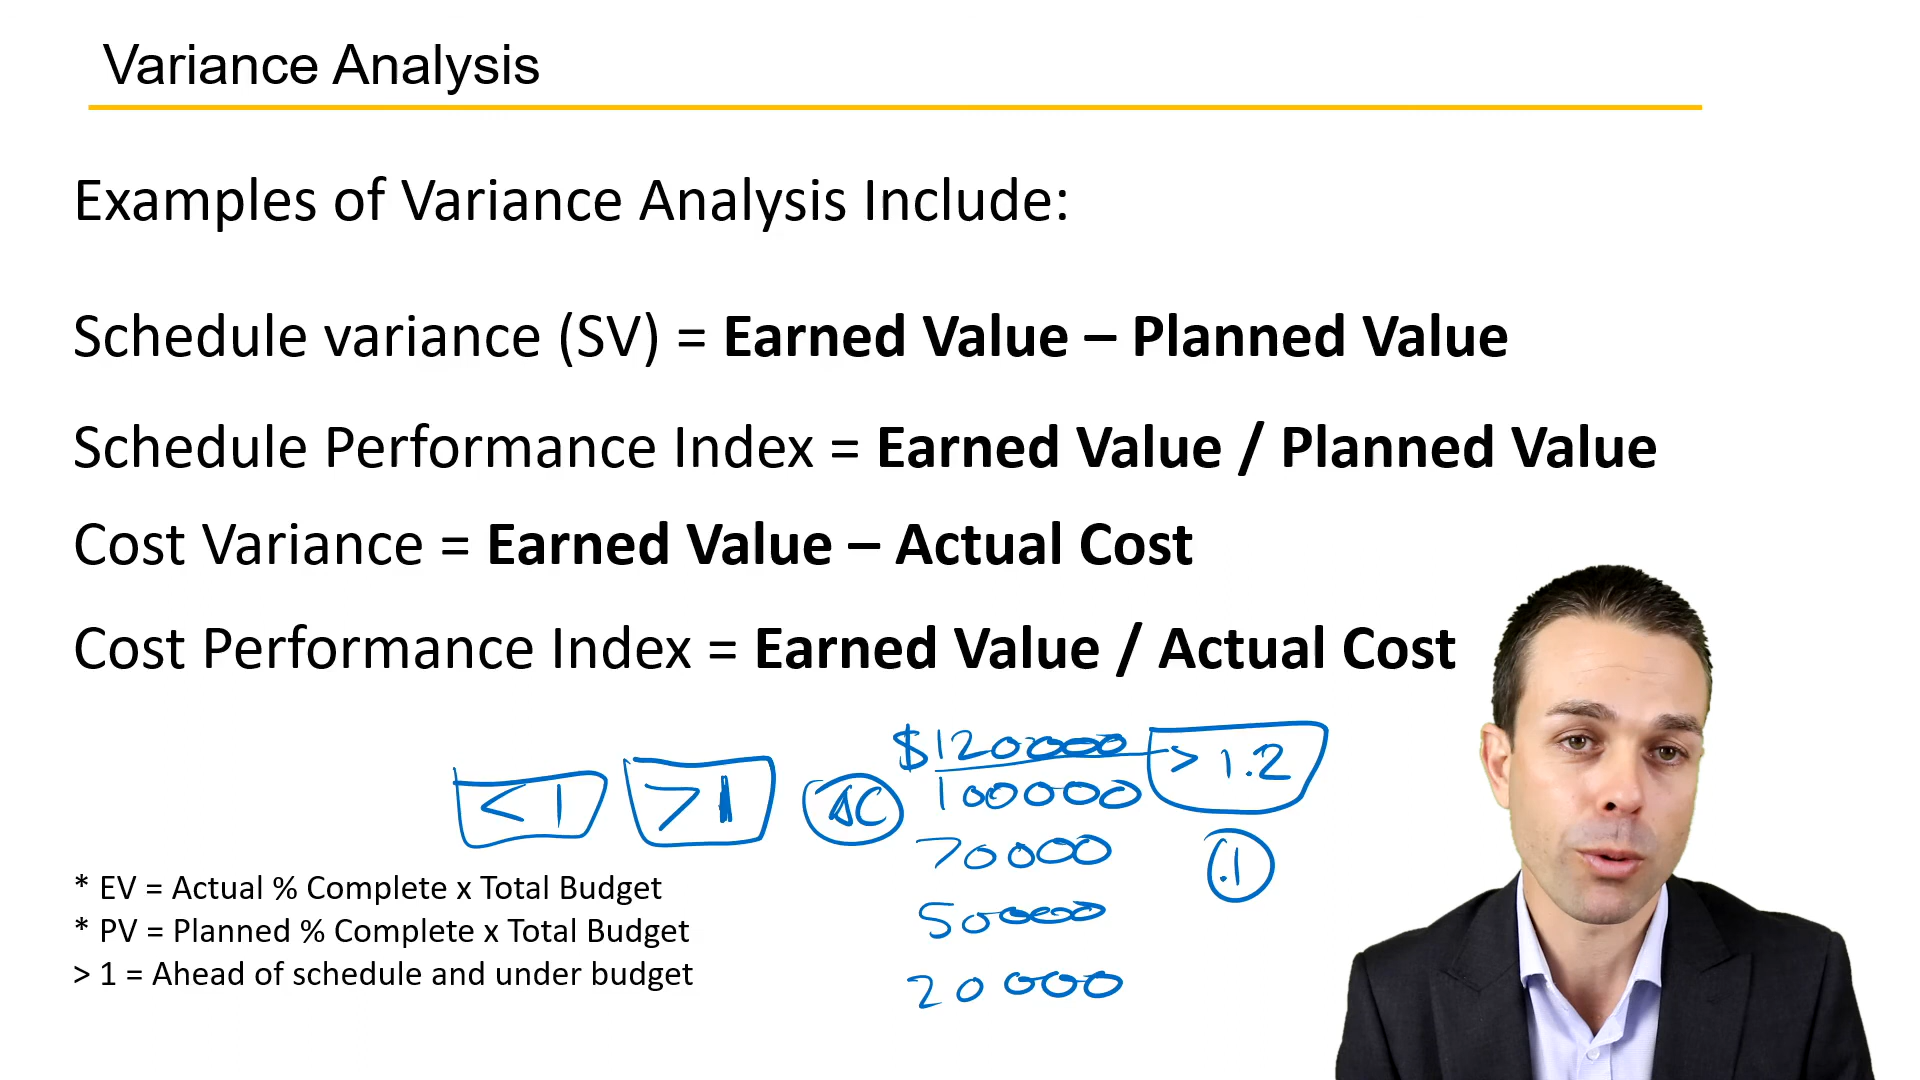 Variance Analysis
Examples of Variance Analysis Include:
Schedule variance (SV) = Earned Value – Planned Value
Schedule Performance Index = Earned Value / Planned Value
Cost Variance = Earned Value – Actual Cost
Cost Performance Index = Earned Value / Actual Cost
$120000 > 1.2
<1 >1 AC 100000
70000 .1
50000
20000
* EV = Actual % Complete x Total Budget
* PV = Planned % Complete x Total Budget
> 1 = Ahead of schedule and under budget